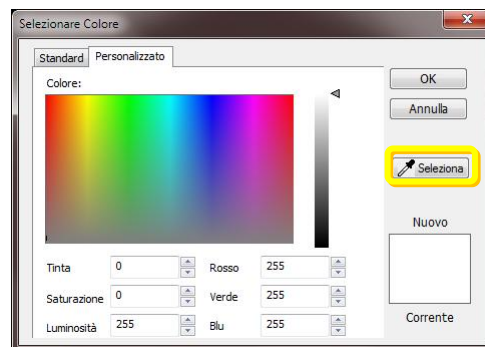 Selezionare Colore
Standard Personalizzato
Colore:
OK
Annulla
Seleziona
Nuovo
Tinta 0 Rosso 255
Saturazione 0 Verde 255
Luminosità 255 Blu 255
Corrente